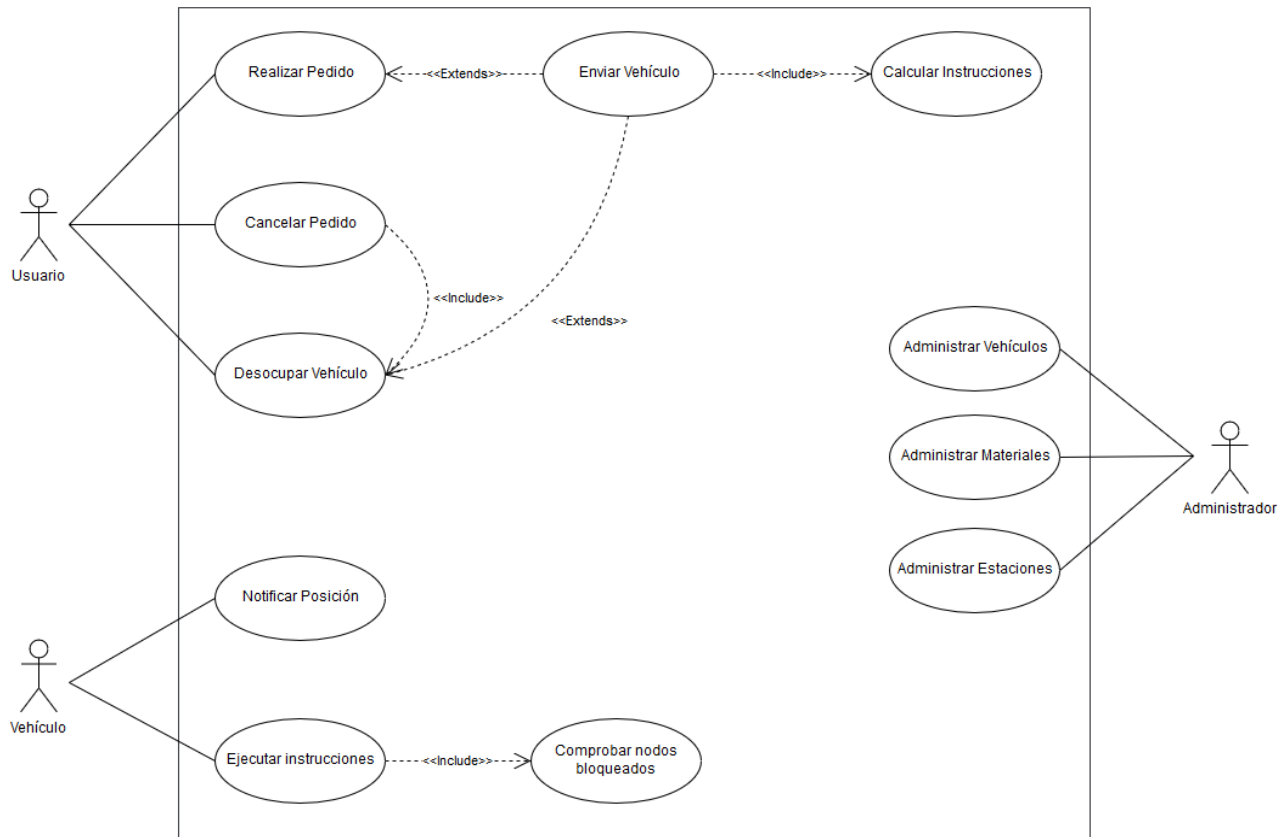 Realizar Pedido
<<Extends>>
Enviar Vehículo
<<Include>>
Calcular Instrucciones
Cancelar Pedido
Usuario
<<Include>>
<<Extends>>
Desocupar Vehículo
Administrar Vehículos
Administrar Materiales
Administrador
Administrar Estaciones
Notificar Posición
Vehículo
Ejecutar instrucciones
<<Include>>
Comprobar nodos
bloqueados